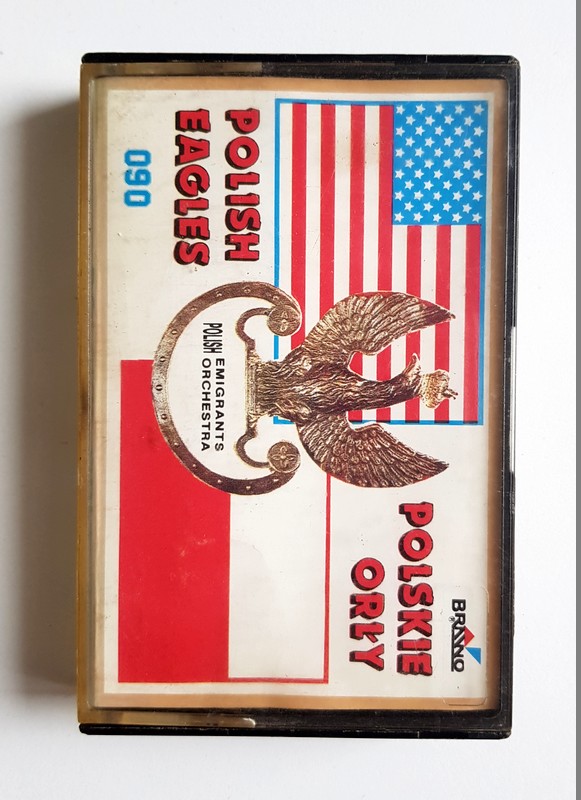 BRAWO
®
POLSKIE
ORŁY
POLISH EMIGRANTS
ORCHESTRA
POLISH
EAGLES
090